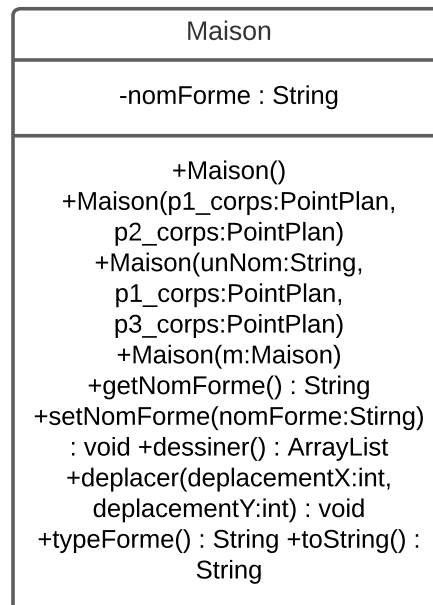 Maison
-nomForme : String
+Maison()
+Maison(p1_corps:PointPlan,
p2_corps:PointPlan)
+Maison(unNom:String,
p1_corps:PointPlan,
p3_corps:PointPlan)
+Maison(m:Maison)
+getNomForme() : String
+setNomForme(nomForme:Stirng)
: void +dessiner() : ArrayList
+deplacer(deplacementX:int,
deplacementY:int) : void
+typeForme() : String +toString() :
String